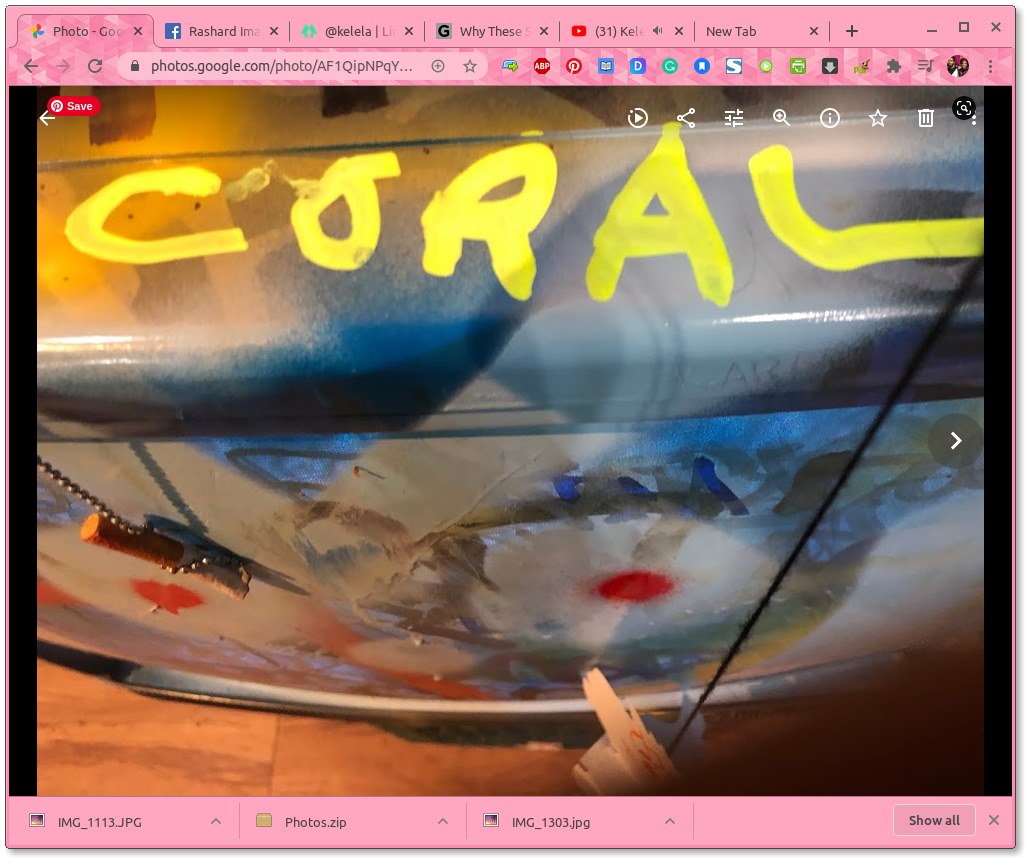 Photo - Goo
Rashard Ima
@kelela | Li
G
Why These S
(31) Kele
New Tab
photos.google.com/photo/AF1QipNPqY...
ABP
D
G
S
Save
CORAL
IMG_1113.JPG
Photos.zip
IMG_1303.jpg
Show all